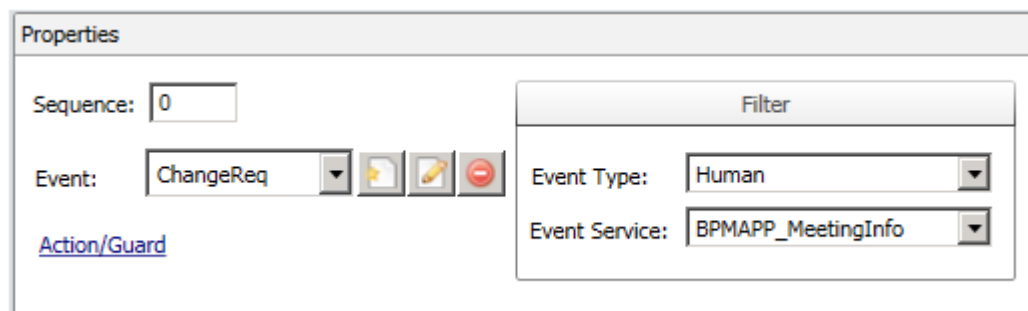 Properties
Sequence: 0
Event: ChangeReq
Action/Guard
Filter
Event Type: Human
Event Service: BPMAPP_MeetingInfo